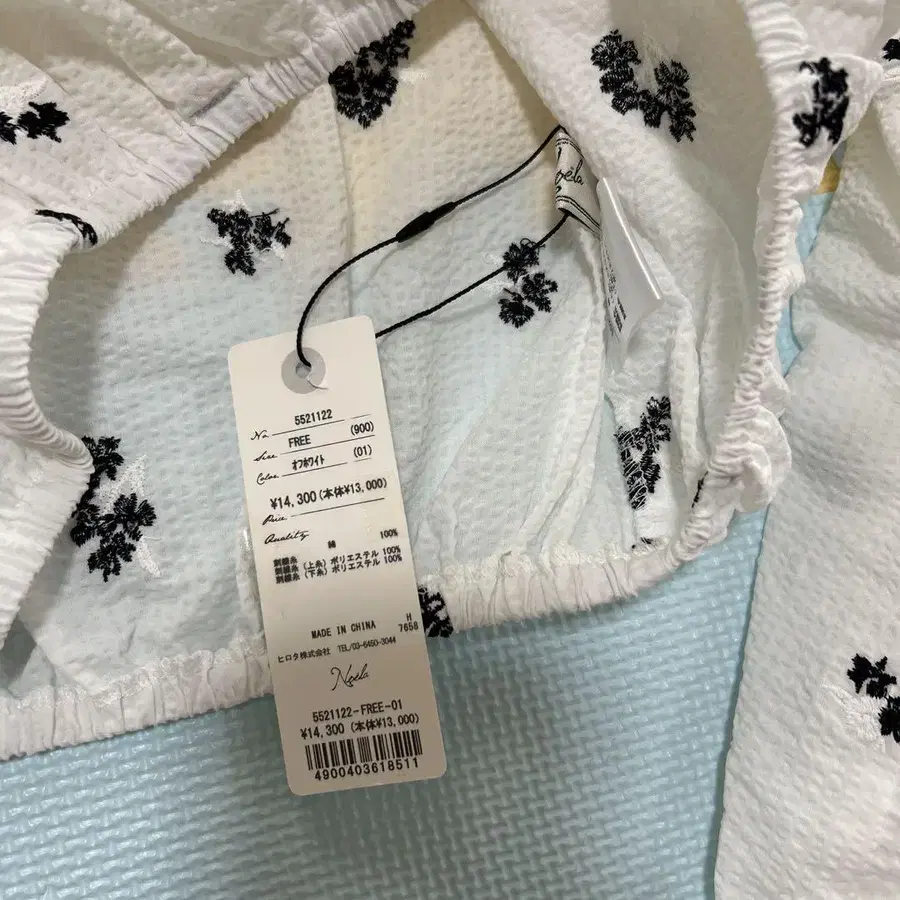 Noela
No. 5521122
Size. FREE (900)
Color. オフホワイト (01)
¥14,300(本体¥13,000)
Price.
Quality.
綿 100%
刺繍糸(上糸)ポリエステル 100%
刺繍糸(下糸)ポリエステル 100%
H
MADE IN CHINA 7658
ヒロタ株式会社 TEL/03-6450-3044
Noela
5521122-FREE-01
¥14,300(本体¥13,000)
4900403618511